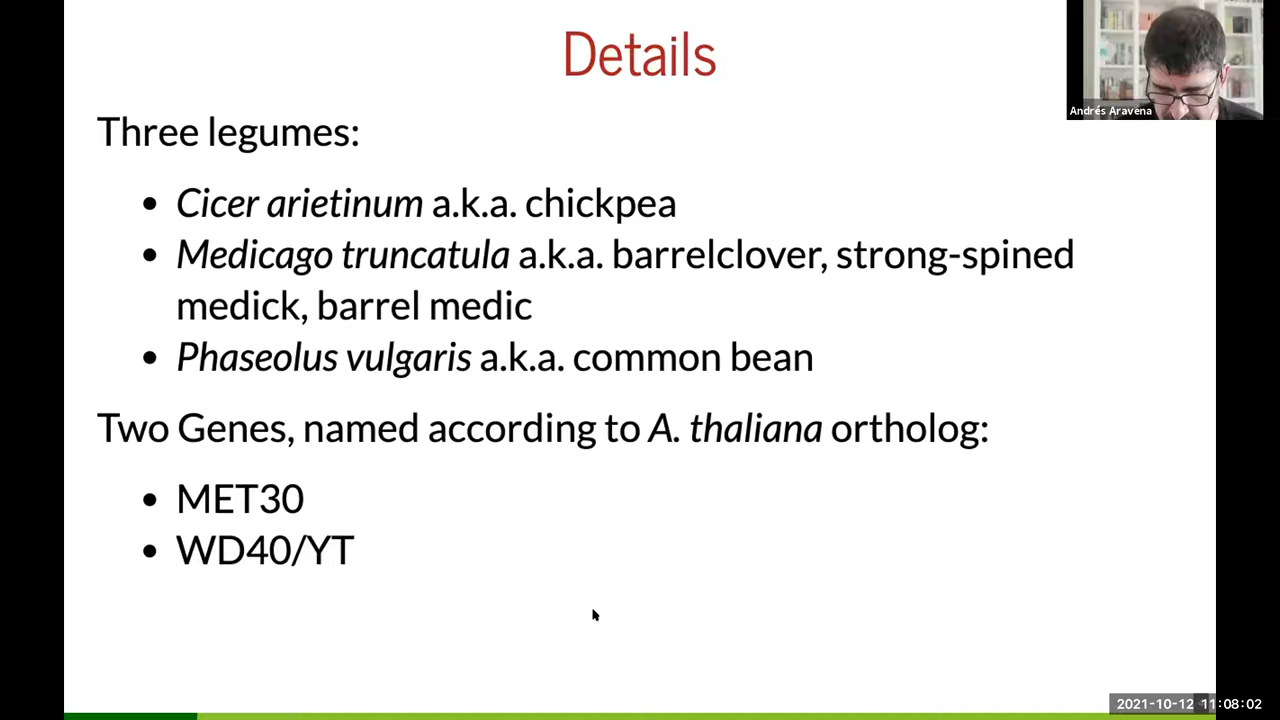 Details
Andrés Aravena
Three legumes:
• Cicer arietinum a.k.a. chickpea
• Medicago truncatula a.k.a. barrelclover, strong-spined
medick, barrel medic
• Phaseolus vulgaris a.k.a. common bean
Two Genes, named according to A. thaliana ortholog:
• MET30
• WD40/YT
2021-10-12 11:08:02